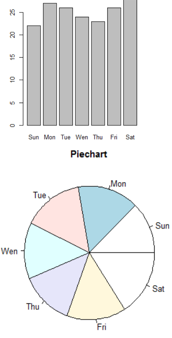 25
20
15
10
5
0
Sun Mon Tue Wen Thu Fri Sat
Piechart
Mon
Tue
Sun
Wen
Sat
Thu
Fri